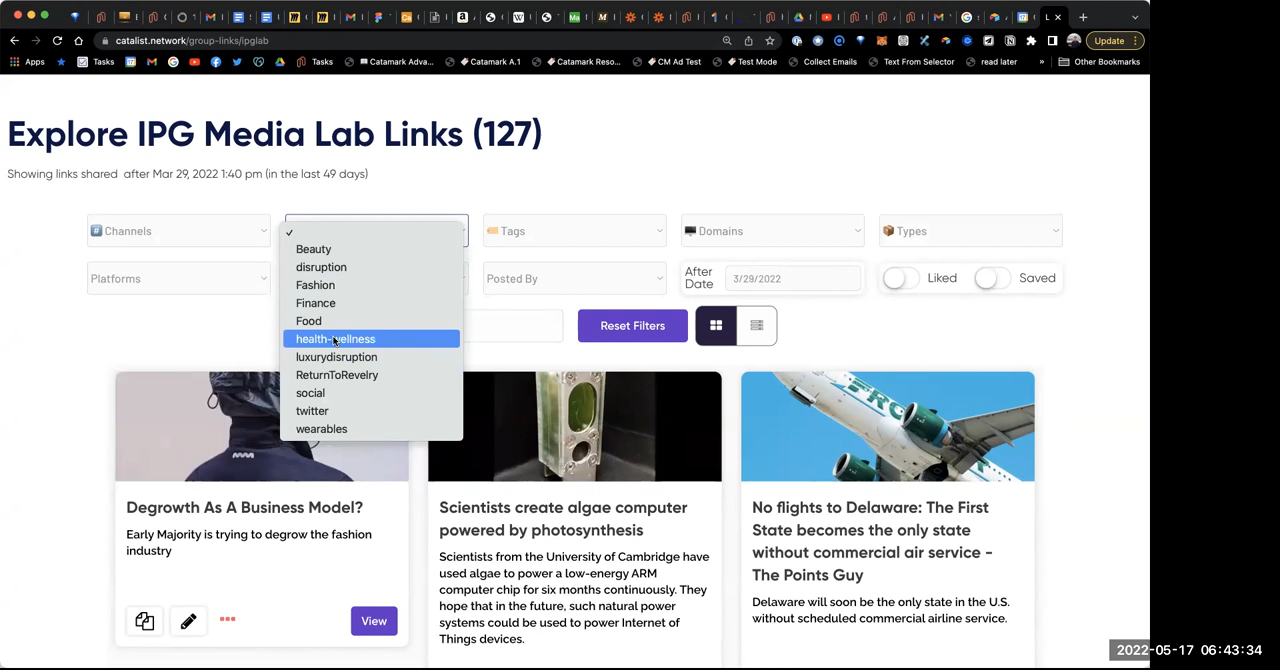 L
catalist.network/group-links/ipglab
Update
Apps
Tasks
Tasks
Catamark Adva...
Catamark A.1
Catamark Reso...
CM Ad Test
Test Mode
Collect Emails
Text From Selector
read later
»
Other Bookmarks
Explore IPG Media Lab Links (127)
Showing links shared after Mar 29, 2022 1:40 pm (in the last 49 days)
Channels
Tags
Domains
Types
Beauty
disruption
Fashion
Finance
Food
health-wellness
luxurydisruption
ReturnToRevelry
social
twitter
wearables
Platforms
Posted By
After
Date
3/29/2022
Liked
Saved
Reset Filters
Degrowth As A Business Model?
Early Majority is trying to degrow the fashion
industry
View
Scientists create algae computer
powered by photosynthesis
Scientists from the University of Cambridge have
used algae to power a low-energy ARM
computer chip for six months continuously. They
hope that in the future, such natural power
systems could be used to power Internet of
Things devices.
No flights to Delaware: The First
State becomes the only state
without commercial air service -
The Points Guy
Delaware will soon be the only state in the U.S.
without scheduled commercial airline service.
2022-05-17 06:43:34